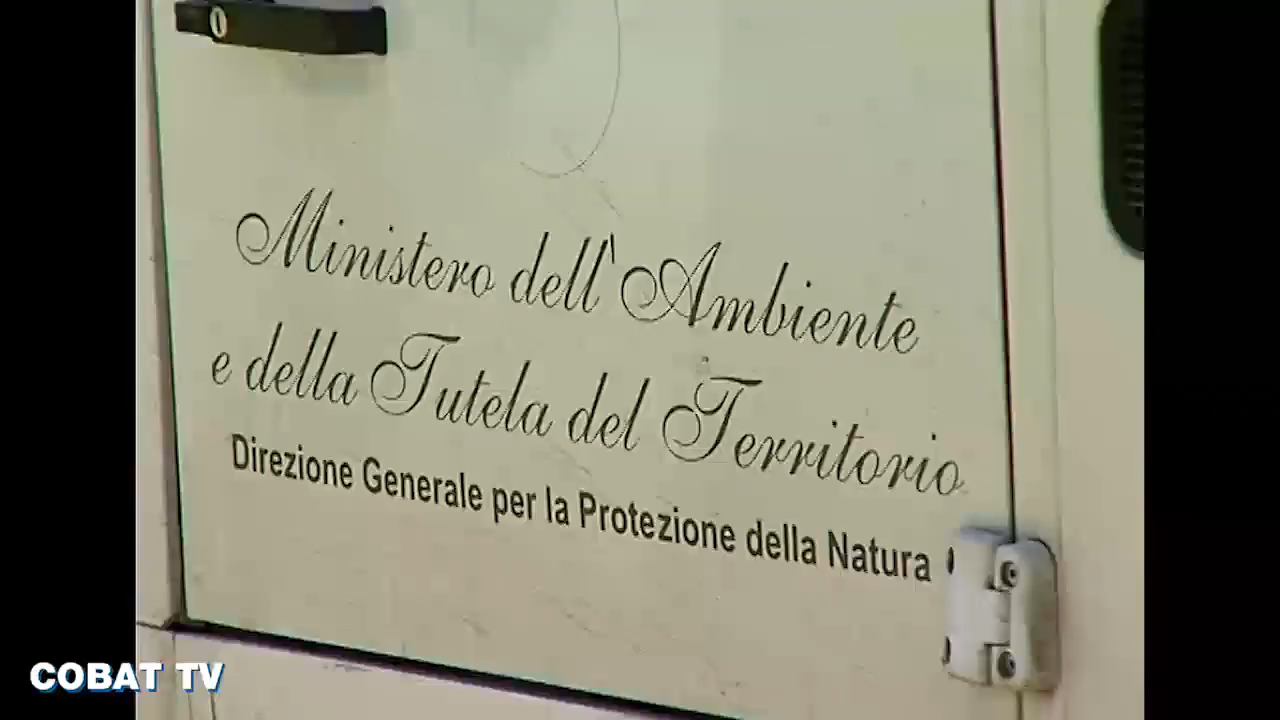 Ministero dell'Ambiente
e della Tutela del Territorio
Direzione Generale per la Protezione della Natura
COBAT TV